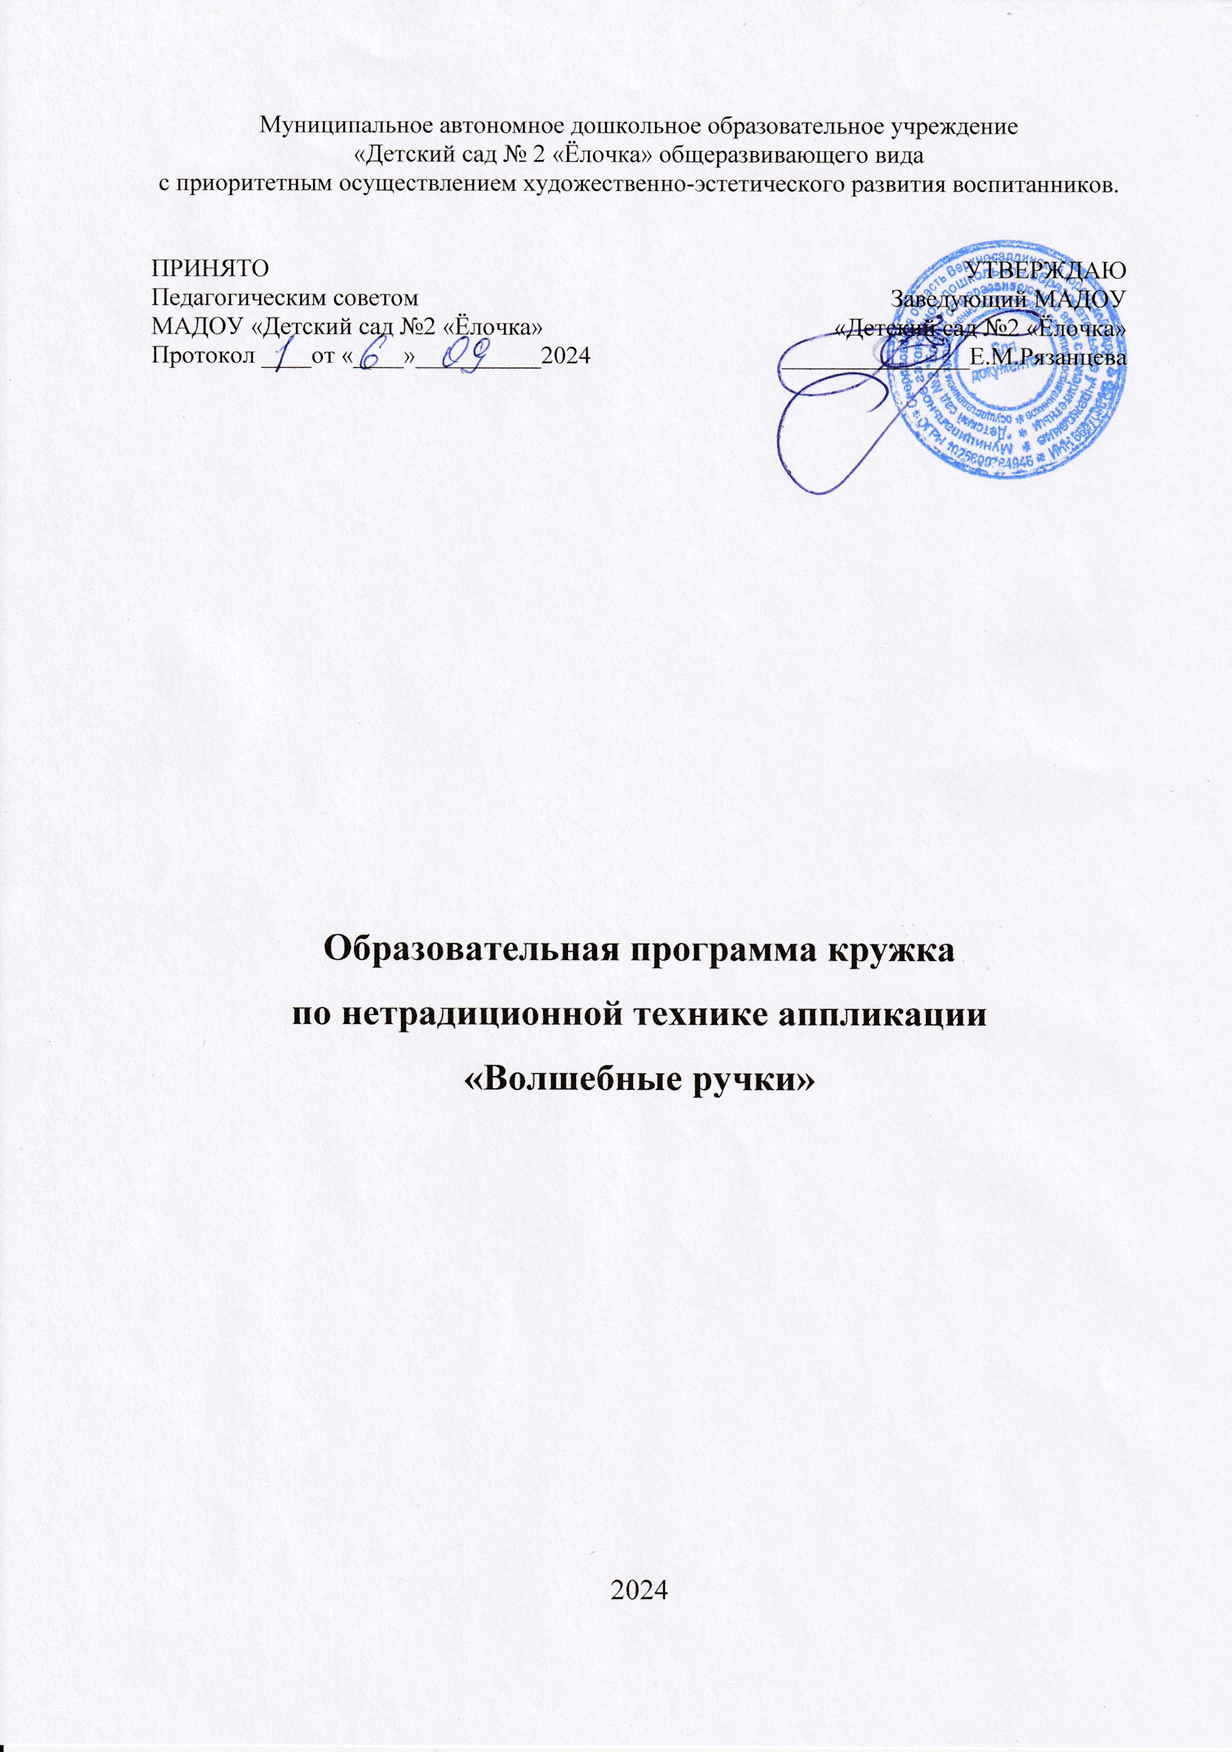 Муниципальное автономное дошкольное образовательное учреждение
«Детский сад № 2 «Ёлочка» общеразвивающего вида
с приоритетным осуществлением художественно-эстетического развития воспитанников.
ПРИНЯТО
Педагогическим советом
МАДОУ «Детский сад №2 «Ёлочка»
Протокол 1 от «6» 09 2024
УТВЕРЖДАЮ
Заведующий МАДОУ
«Детский сад №2 «Ёлочка»
Е.М.Рязанцева
Для документов
Образовательная программа кружка
по нетрадиционной технике аппликации
«Волшебные ручки»
2024